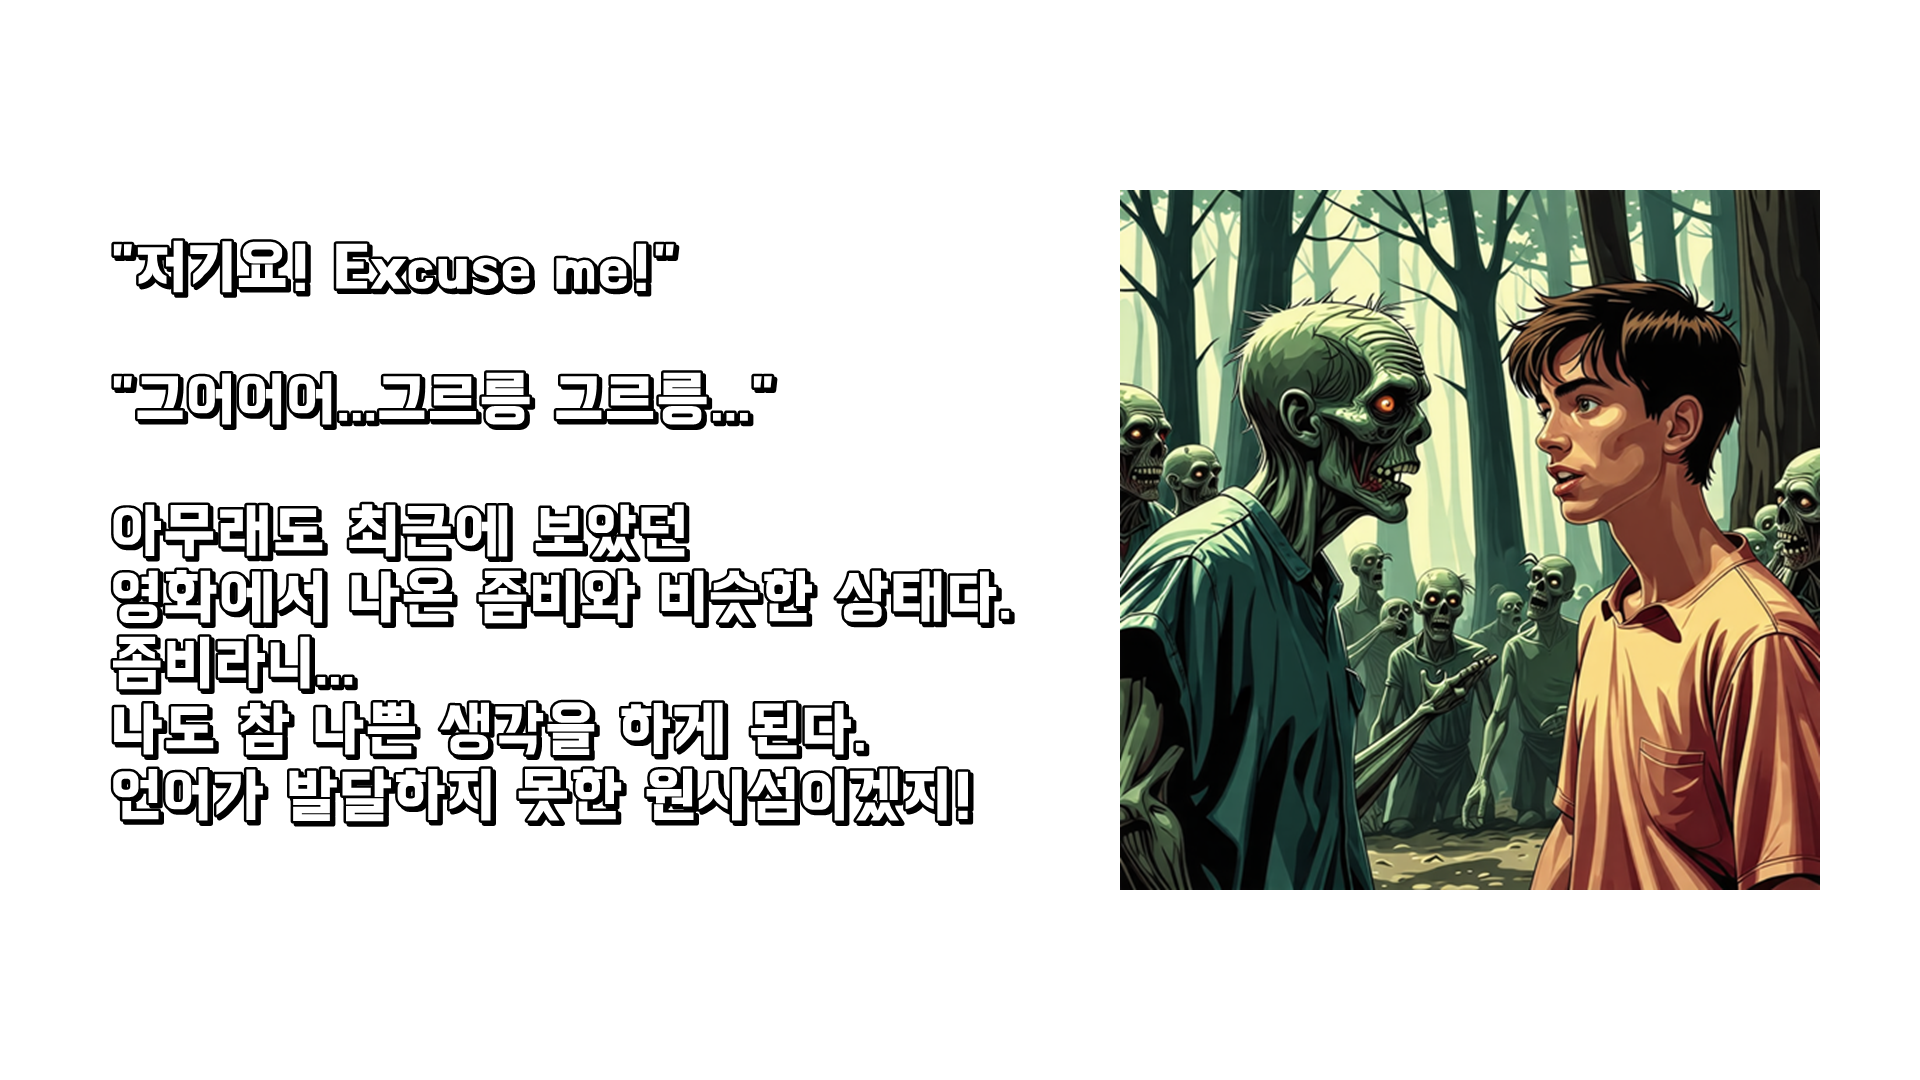 "저기요! Excuse me!"
"그어어어...그르릉 그르릉..."
아무래도 최근에 보았던
영화에서 나온 좀비와 비슷한 상태다.
좀비라니...
나도 참 나쁜 생각을 하게 된다.
언어가 발달하지 못한 원시섬이겠지!